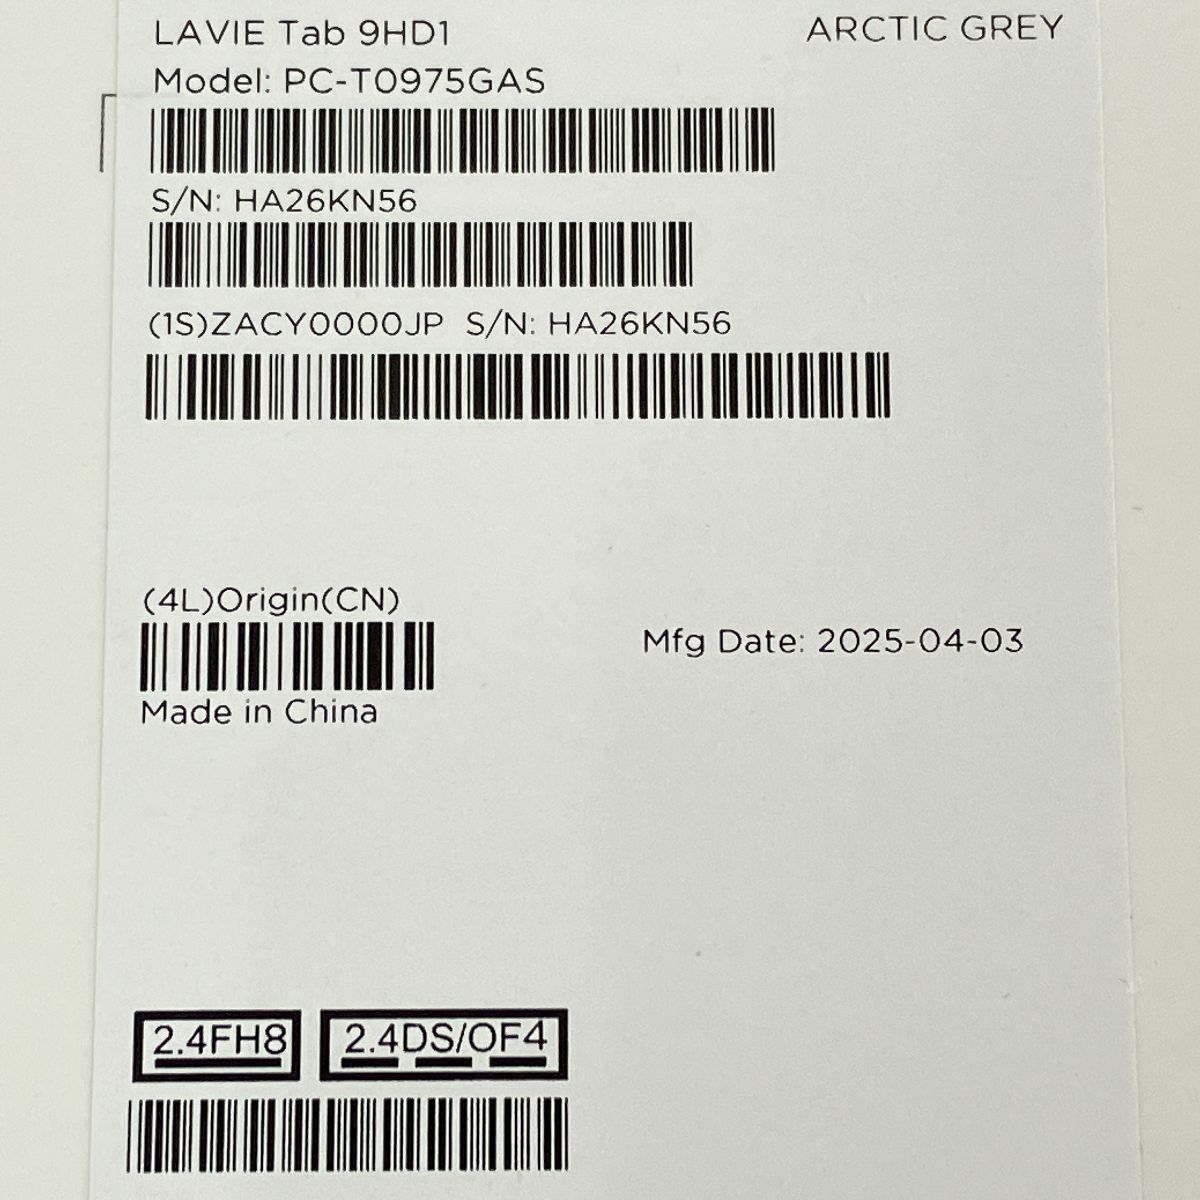 LAVIE Tab 9HD1
ARCTIC GREY
Model: PC-T0975GAS
S/N: HA26KN56
(1S)ZACY0000JP S/N: HA26KN56
(4L)Origin(CN)
Mfg Date: 2025-04-03
Made in China
2.4FH8
2.4DS/OF4